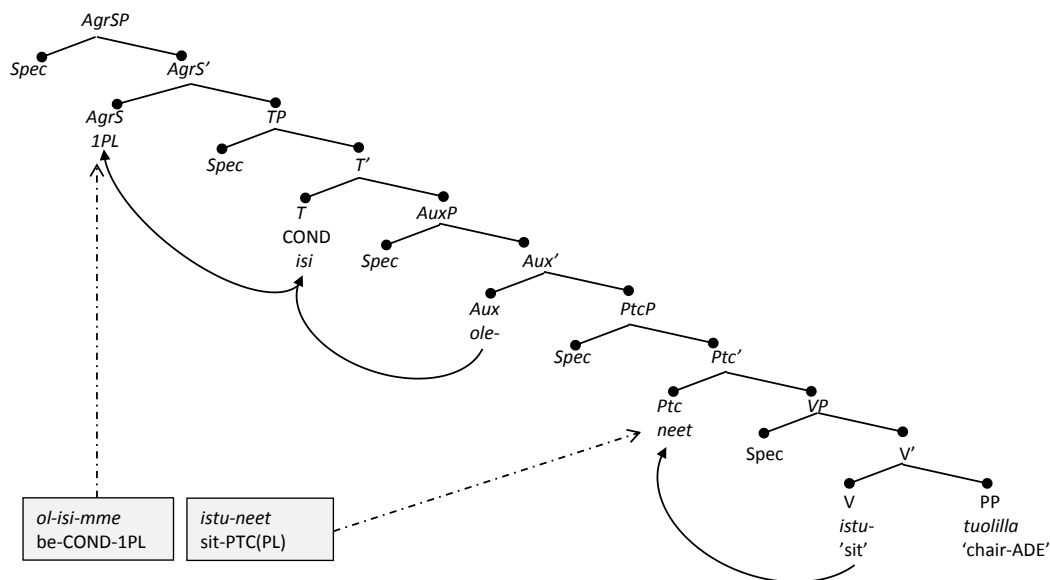 AgrSP
Spec
AgrS’
AgrS
1PL
TP
Spec
T’
T
COND
isi
AuxP
Spec
Aux’
Aux
ole-
PtcP
Spec
Ptc’
Ptc
neet
VP
Spec
V’
V
istu-
’sit’
PP
tuolilla
‘chair-ADE’
ol-isi-mme
be-COND-1PL
istu-neet
sit-PTC(PL)